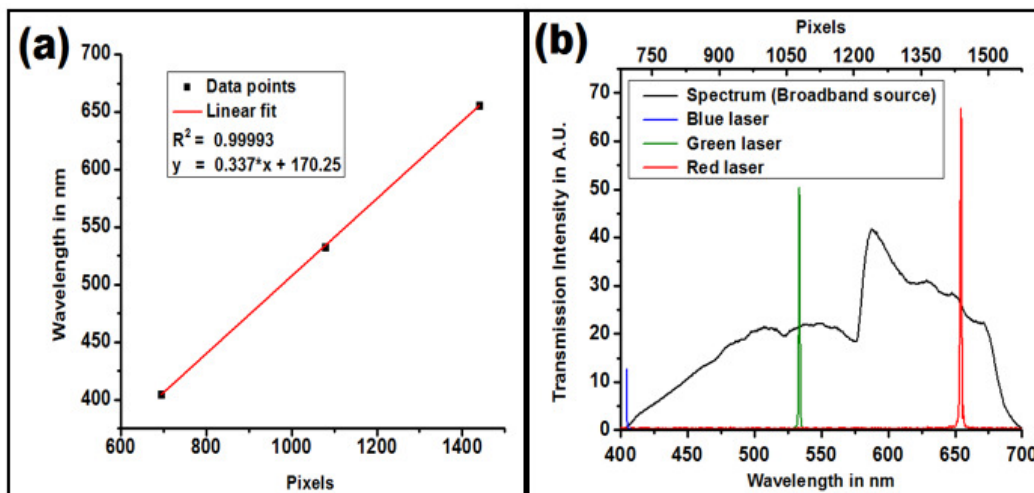 (a)
Data points
Linear fit
R² = 0.99993
y = 0.337*x + 170.25
Wavelength in nm
700
650
600
550
500
450
400
600 800 1000 1200 1400
Pixels
(b)
Pixels
750 900 1050 1200 1350 1500
Spectrum (Broadband source)
Blue laser
Green laser
Red laser
Transmission Intensity in A.U.
70
60
50
40
30
20
10
0
400 450 500 550 600 650 700
Wavelength in nm